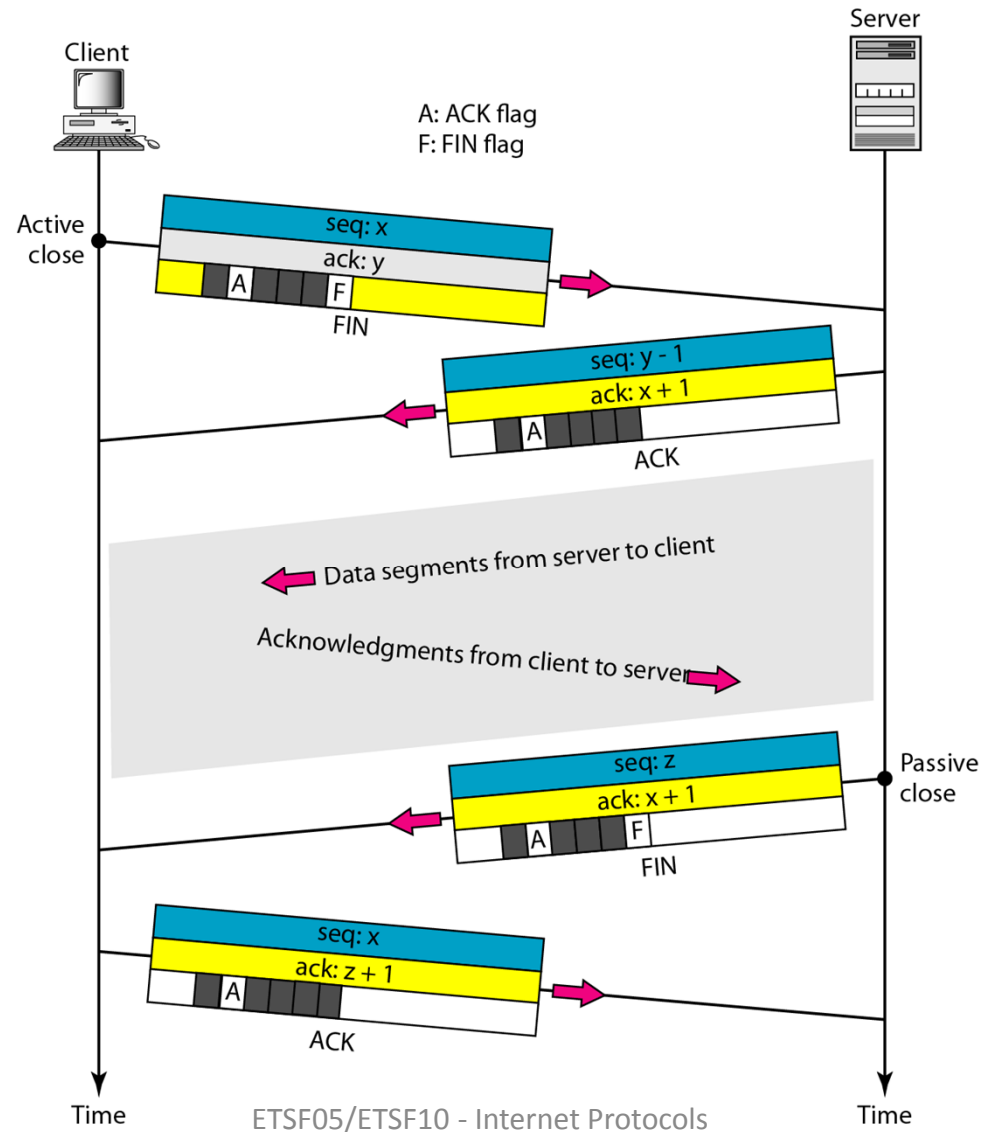 Server
Client
A: ACK flag
F: FIN flag
Active
close
seq: x
ack: y
A F
FIN
seq: y - 1
ack: x + 1
A
ACK
Data segments from server to client
Acknowledgments from client to server
Passive
close
seq: z
ack: x + 1
A F
FIN
seq: x
ack: z + 1
A
ACK
Time
ETSF05/ETSF10 - Internet Protocols
Time